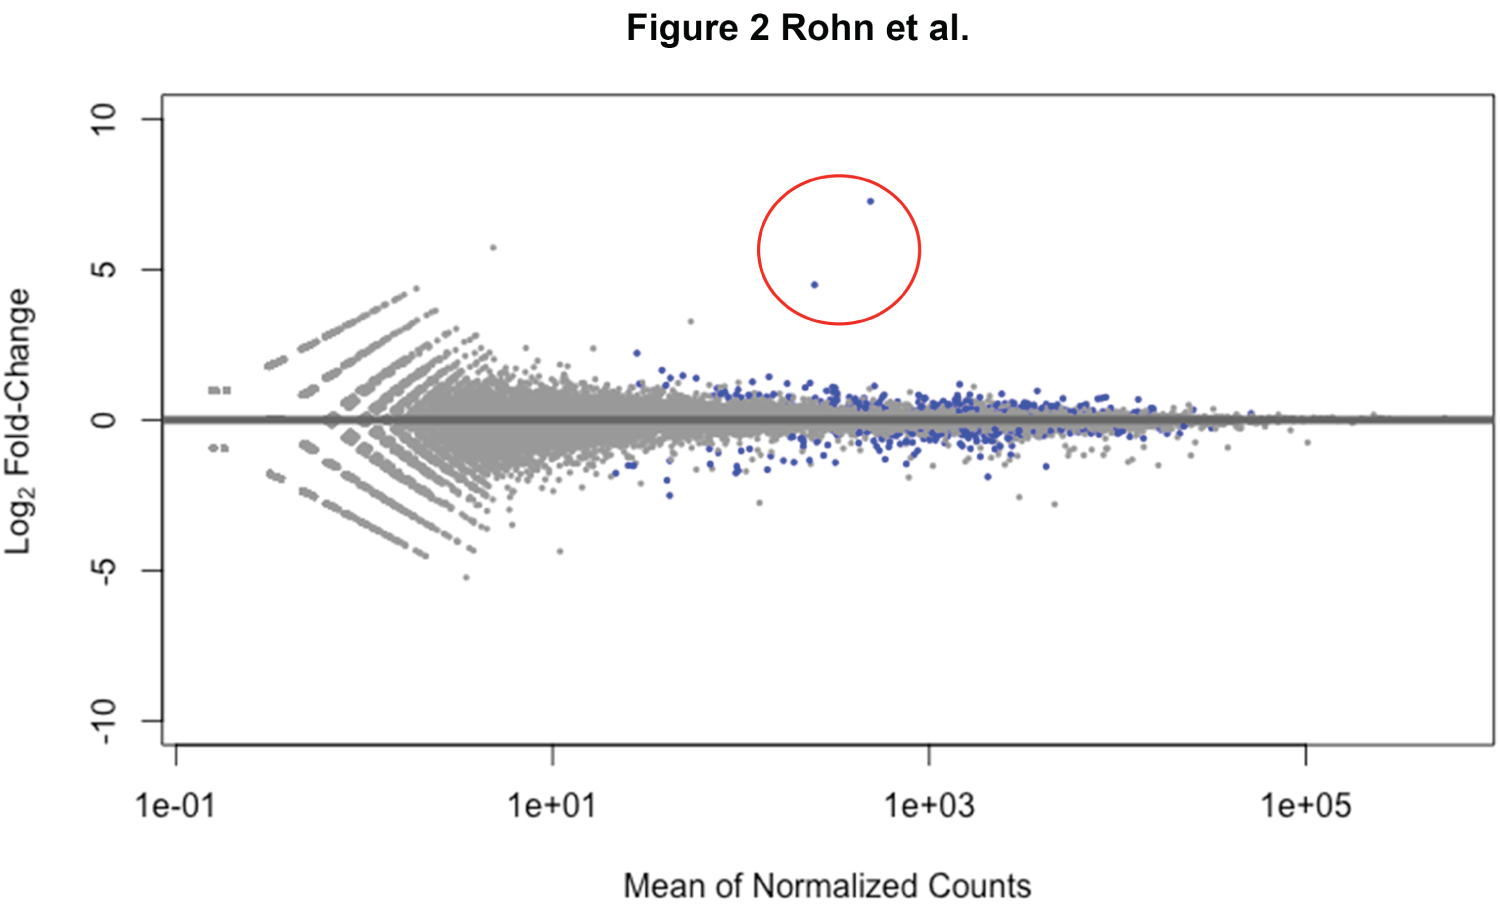 Figure 2 Rohn et al.
10
5
0
-5
-10
Log2 Fold-Change
1e-01
1e+01
1e+03
1e+05
Mean of Normalized Counts